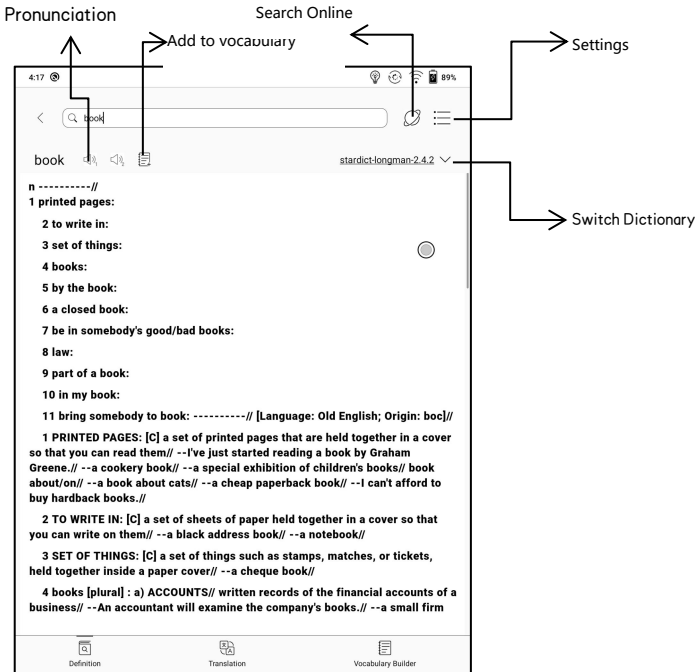 Pronunciation
Search Online
Add to vocabulary
Settings
4:17
89%
book
book
stardict-longman-2.4.2
Switch Dictionary
n ----------//
1 printed pages:
2 to write in:
3 set of things:
4 books:
5 by the book:
6 a closed book:
7 be in somebody's good/bad books:
8 law:
9 part of a book:
10 in my book:
11 bring somebody to book: ----------// [Language: Old English; Origin: boc]//
1 PRINTED PAGES: [C] a set of printed pages that are held together in a cover
so that you can read them// --I've just started reading a book by Graham
Greene.// --a cookery book// --a special exhibition of children's books// book
about/on// --a book about cats// --a cheap paperback book// --I can't afford to
buy hardback books.//
2 TO WRITE IN: [C] a set of sheets of paper held together in a cover so that
you can write on them// --a black address book// --a notebook//
3 SET OF THINGS: [C] a set of things such as stamps, matches, or tickets,
held together inside a paper cover// --a cheque book//
4 books [plural] : a) ACCOUNTS// written records of the financial accounts of a
business// --An accountant will examine the company's books.// --a small firm
Definition
Translation
Vocabulary Builder